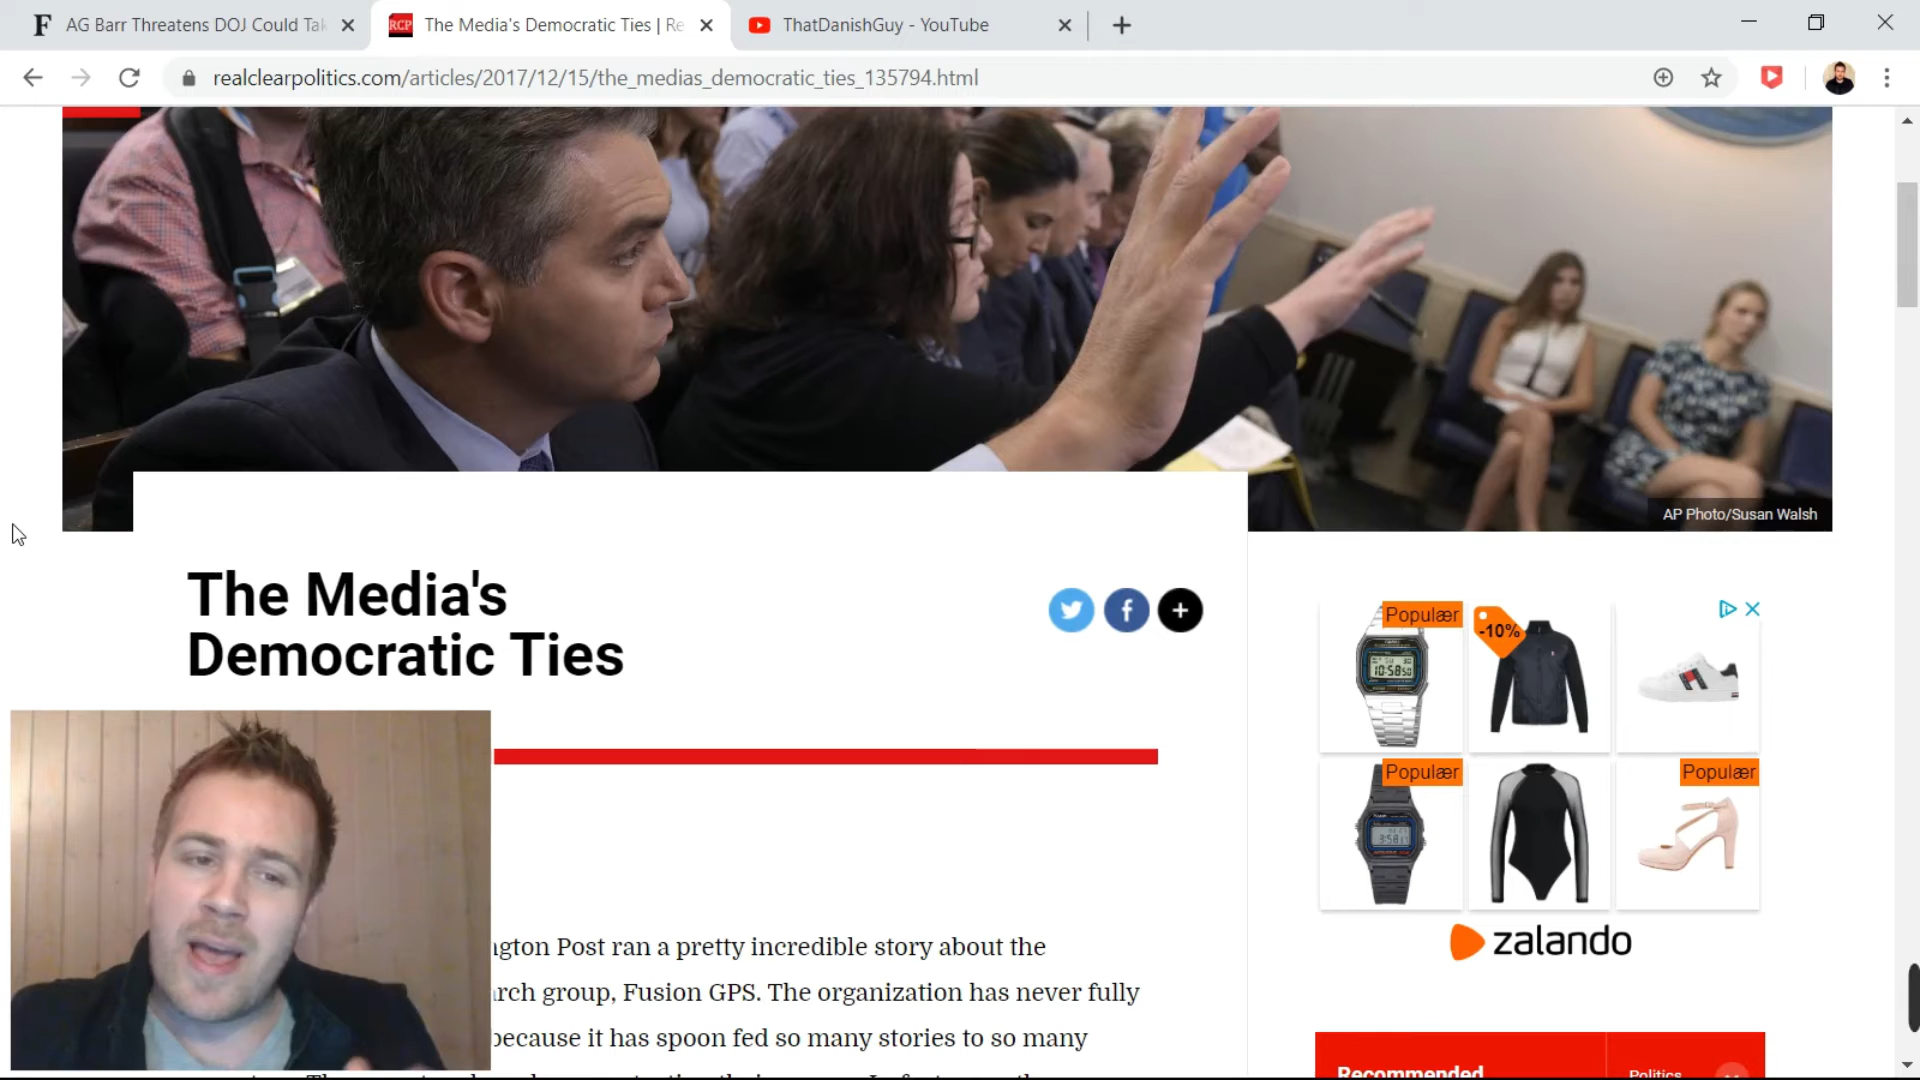 AG Barr Threatens DOJ Could Tak
RCP
The Media's Democratic Ties | Re
ThatDanishGuy - YouTube
realclearpolitics.com/articles/2017/12/15/the_medias_democratic_ties_135794.html
AP Photo/Susan Walsh
The Media's
Democratic Ties
Populær
-10%
Populær
Populær
zalando
ngton Post ran a pretty incredible story about the
rch group, Fusion GPS. The organization has never fully
because it has spoon fed so many stories to so many
Recommended
Politics